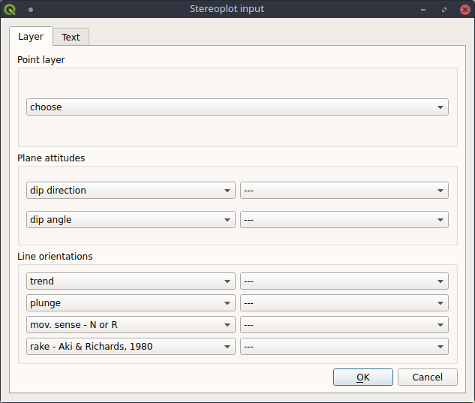 Stereoplot input
Layer Text
Point layer
choose
Plane attitudes
dip direction ---
dip angle ---
Line orientations
trend ---
plunge ---
mov. sense - N or R ---
rake - Aki & Richards, 1980 ---
OK Cancel